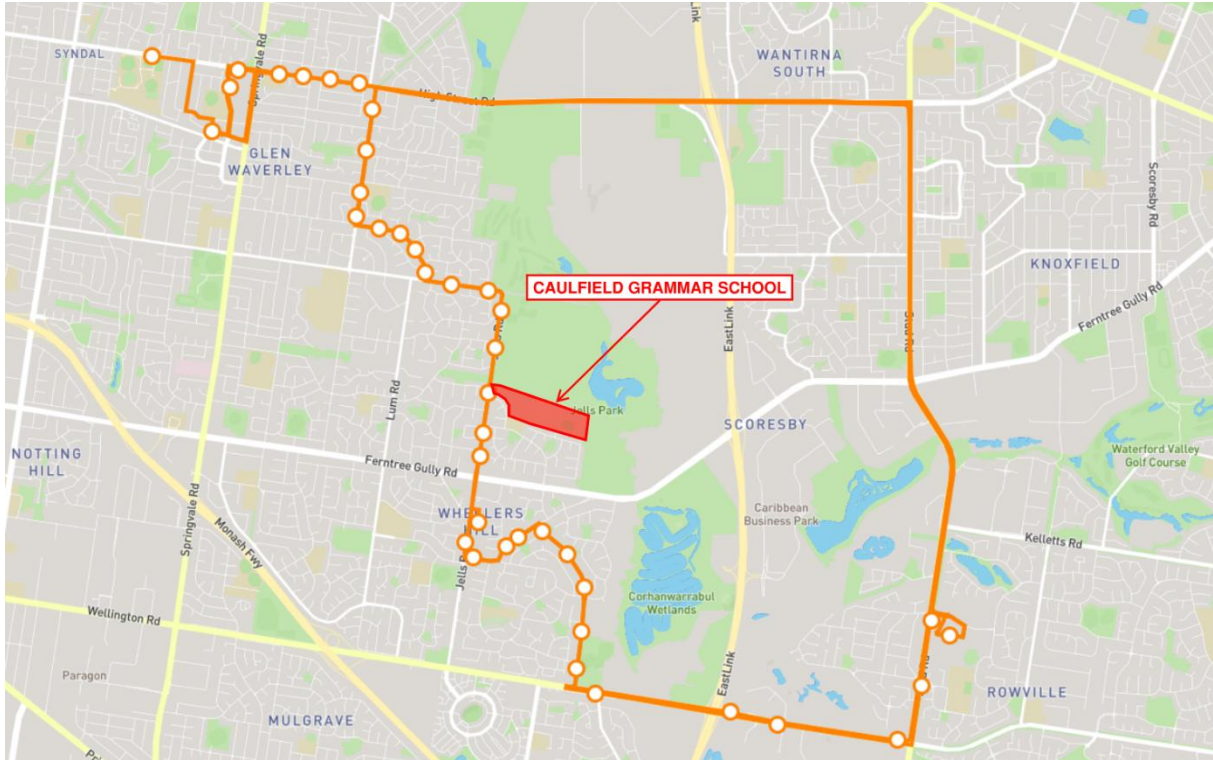 SYNDAL
Springvale Rd
WANTIRNA
SOUTH
High Street Rd
GLEN
WAVERLEY
Scoresby Rd
KNOXFIELD
CAULFIELD GRAMMAR SCHOOL
EastLink
Ferntree Gully Rd
Lum Rd
Jells Park
SCORESBY
NOTTING
HILL
Ferntree Gully Rd
Waterford Valley
Golf Course
Springvale Rd
Monash Fwy
WHEELERS
HILL
Caribbean
Business Park
Kelletts Rd
Jells
Corhanwarrabul
Wetlands
Wellington Rd
EastLink
Paragon
MULGRAVE
ROWVILLE